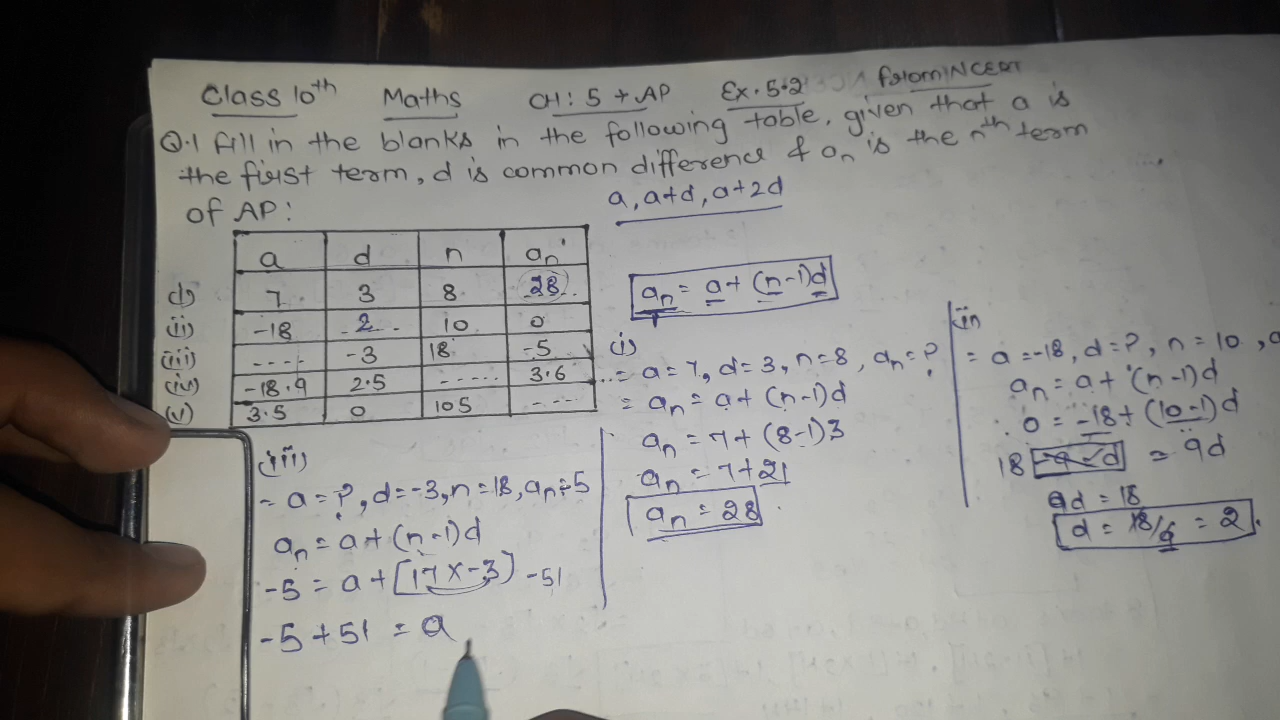 Class 10th Maths CH: 5 + AP Ex. 5.2 from NCERT
Q.1 Fill in the blanks in the following table, given that a is
the first term, d is common difference & an is the nth term
of AP:
a, a+d, a+2d
a d n an
(i) 7 3 8 28
(ii) -18 2 10 0
(iii) ..... -3 18 -5
(iv) -18.9 2.5 ..... 3.6
(v) 3.5 0 105 ....
an = a + (n-1)d
(i)
= a = 7, d = 3, n = 8, an = ?
= an = a + (n-1)d
an = 7 + (8-1)3
an = 7 + 21
an = 28
(ii)
= a = -18, d = ?, n = 10,
an = a + (n-1)d
0 = -18 + (10-1)d
18 = 9d
9d = 18
d = 18/9 = 2
(iii)
= a = ?, d = -3, n = 18, an = -5
an = a + (n-1)d
-5 = a + [17 x -3) -51
-5 + 51 = a